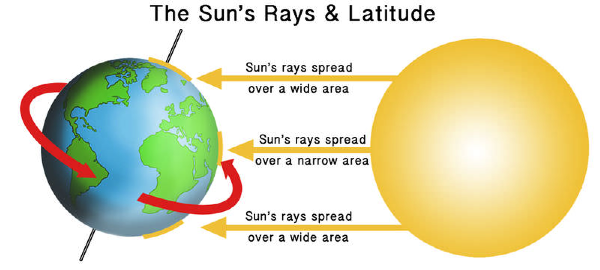 The Sun's Rays & Latitude
Sun's rays spread
over a wide area
Sun's rays spread
over a narrow area
Sun's rays spread
over a wide area